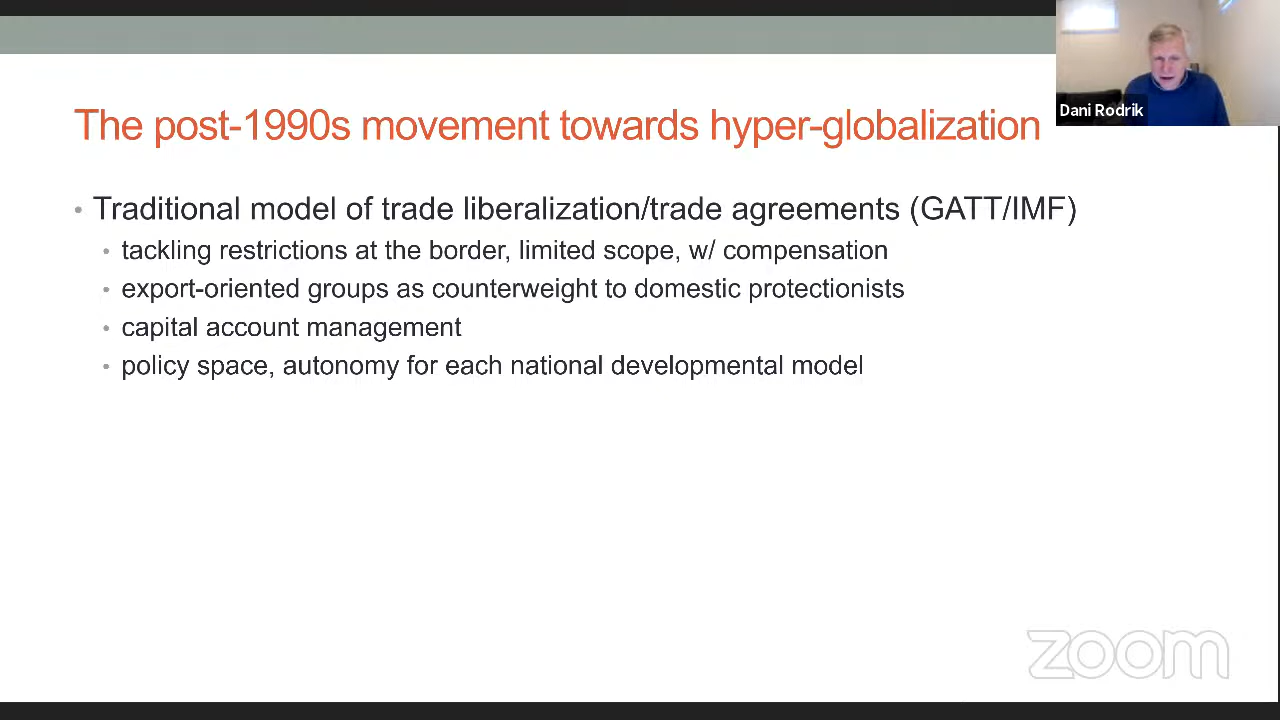 The post-1990s movement towards hyper-globalization
Dani Rodrik
• Traditional model of trade liberalization/trade agreements (GATT/IMF)
• tackling restrictions at the border, limited scope, w/ compensation
• export-oriented groups as counterweight to domestic protectionists
• capital account management
• policy space, autonomy for each national developmental model
zoom